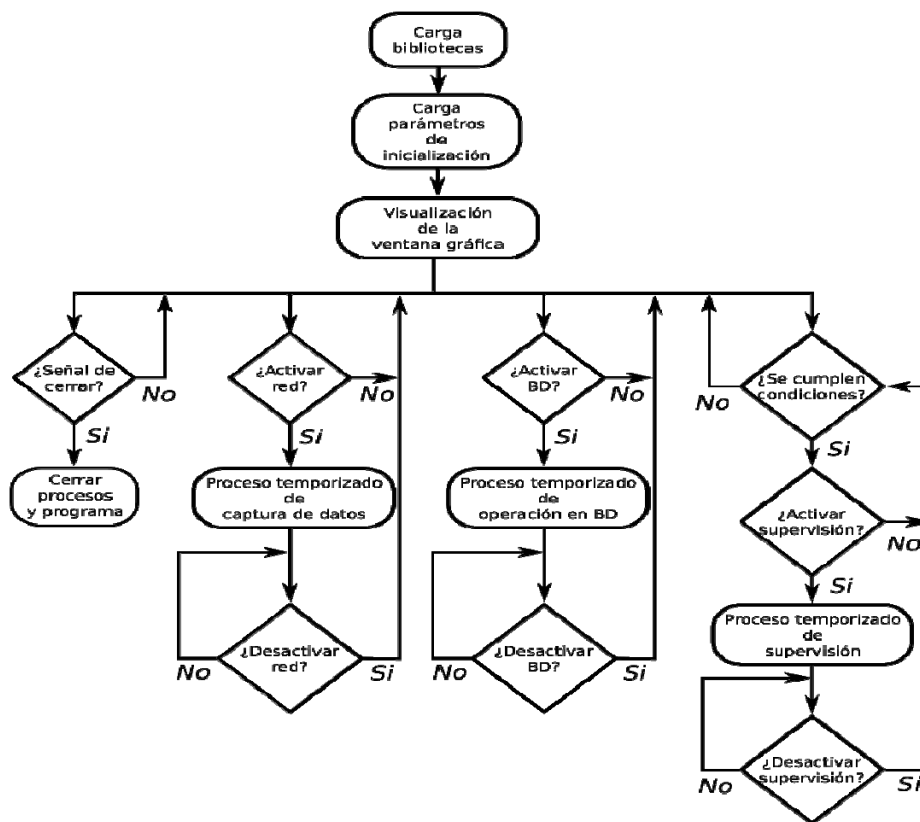 Carga
bibliotecas
Carga
parámetros
de
inicialización
Visualización
de la
ventana gráfica
¿Señal de
cerrar?
No
Si
Cerrar
procesos
y programa
¿Activar
red?
No
Si
Proceso temporizado
de
captura de datos
¿Desactivar
red?
No
Si
¿Activar
BD?
No
Si
Proceso temporizado
de
operación en BD
¿Desactivar
BD?
No
Si
¿Se cumplen
condiciones?
No
Si
¿Activar
supervisión?
No
Si
Proceso temporizado
de
supervisión
¿Desactivar
supervisión?
No
Si